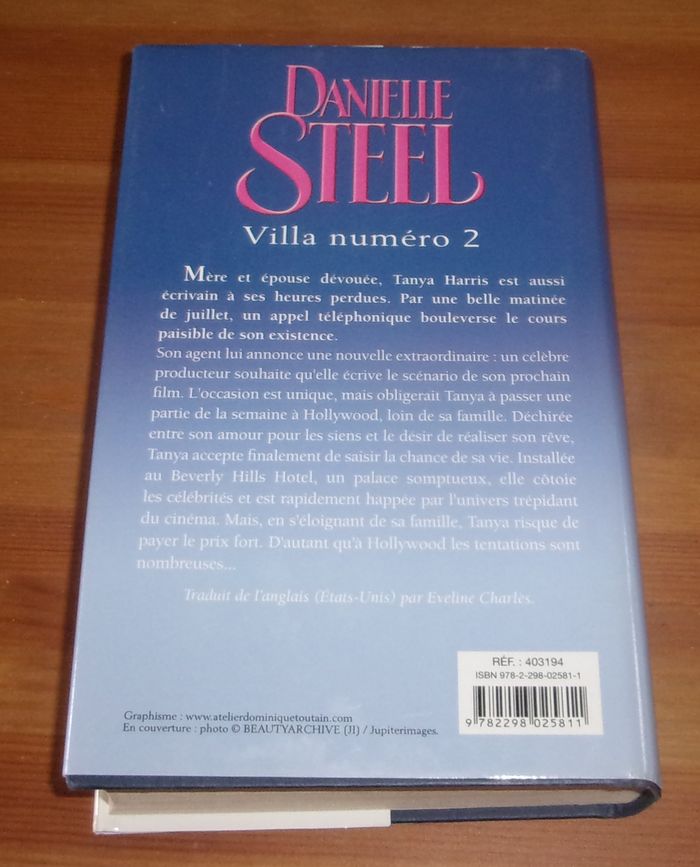 DANIELLE
STEEL
Villa numéro 2
Mère et épouse dévouée, Tanya Harris est aussi
écrivain à ses heures perdues. Par une belle matinée
de juillet, un appel téléphonique bouleverse le cours
paisible de son existence.
Son agent lui annonce une nouvelle extraordinaire : un célèbre
producteur souhaite qu'elle écrive le scénario de son prochain
film. L'occasion est unique, mais obligerait Tanya à passer une
partie de la semaine à Hollywood, loin de sa famille. Déchirée
entre son amour pour les siens et le désir de réaliser son rêve,
Tanya accepte finalement de saisir la chance de sa vie. Installée
au Beverly Hills Hotel, un palace somptueux, elle côtoie
les célébrités et est rapidement happée par l'univers trépidant
du cinéma. Mais, en s'éloignant de sa famille, Tanya risque de
payer le prix fort. D'autant qu'à Hollywood les tentations sont
nombreuses...
Traduit de l'anglais (États-Unis) par Eveline Charles.
RÉF. : 403194
ISBN 978-2-298-02581-1
9 782298 025811
Graphisme : www.atelierdominiquetoutain.com
En couverture : photo © BEAUTYARCHIVE (JI) / Jupiterimages.